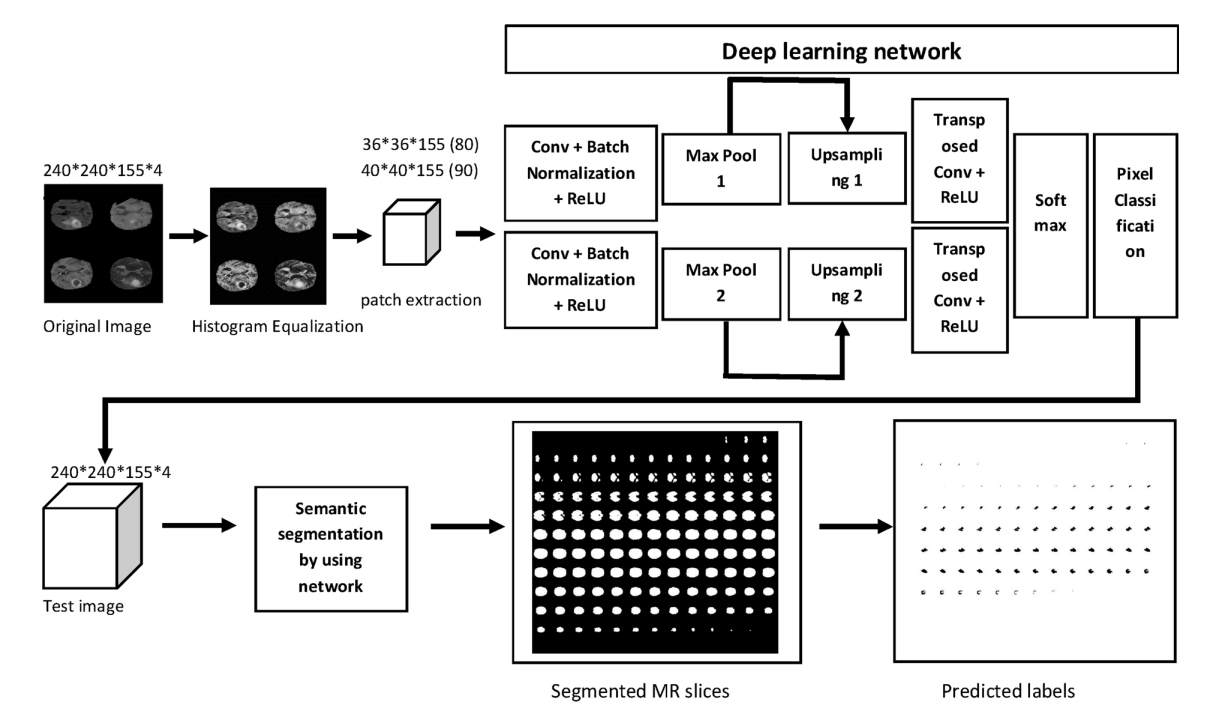 Deep learning network
36*36*155 (80)
40*40*155 (90)
240*240*155*4
Original Image
Histogram Equalization
patch extraction
Conv + Batch
Normalization
+ ReLU
Max Pool
1
Upsampli
ng 1
Transp
osed
Conv +
ReLU
Conv + Batch
Normalization
+ ReLU
Max Pool
2
Upsampli
ng 2
Transp
osed
Conv +
ReLU
Soft
max
Pixel
Classi
ficati
on
240*240*155*4
Test image
Semantic
segmentation
by using
network
Segmented MR slices
Predicted labels